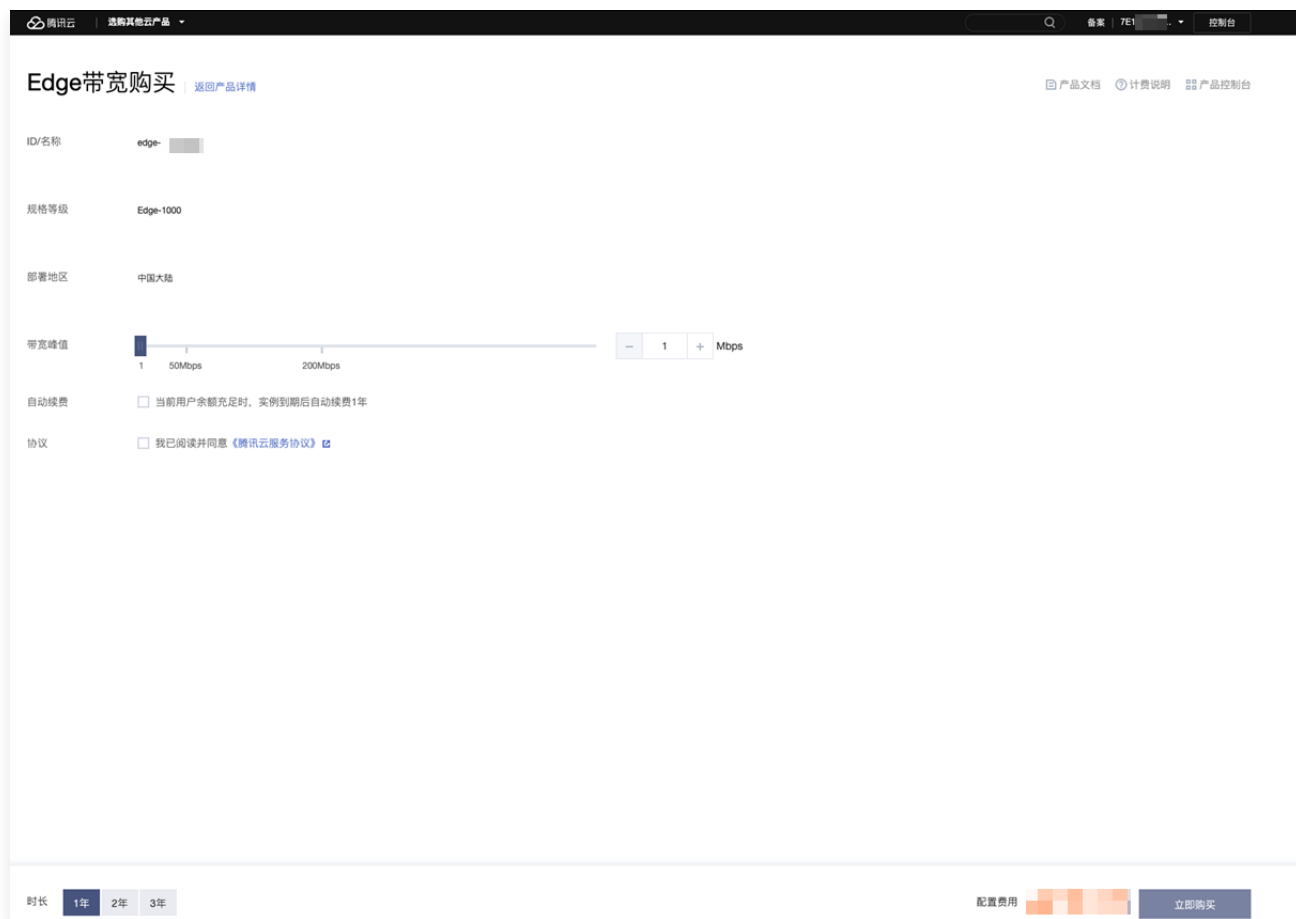 腾讯云 | 选购其他云产品
备案 | 7E1 .. 控制台
Edge带宽购买 | 返回产品详情
产品文档 计费说明 产品控制台
ID/名称 edge-
规格等级 Edge-1000
部署地区 中国大陆
带宽峰值 − 1 + Mbps
1 50Mbps 200Mbps
自动续费 当前用户余额充足时，实例到期后自动续费1年
协议 我已阅读并同意《腾讯云服务协议》
时长 1年 2年 3年 配置费用 立即购买